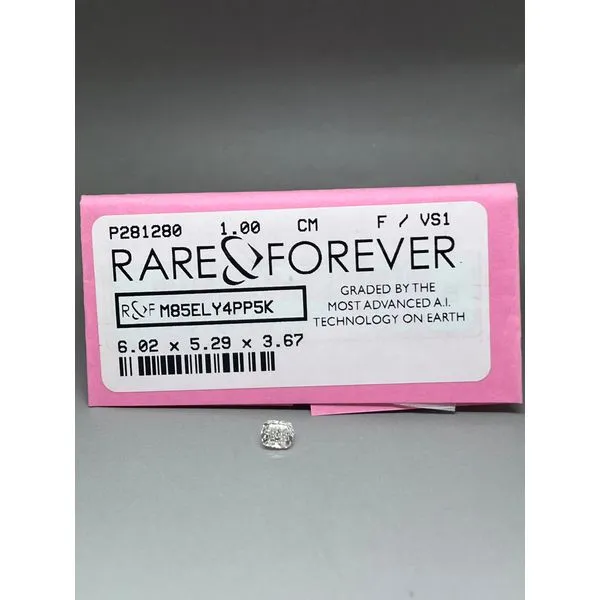 P281280 1.00 CM F / VS1
RARE & FOREVER
R&F M85ELY4PP5K
GRADED BY THE
MOST ADVANCED A.I.
TECHNOLOGY ON EARTH
6.02 x 5.29 x 3.67